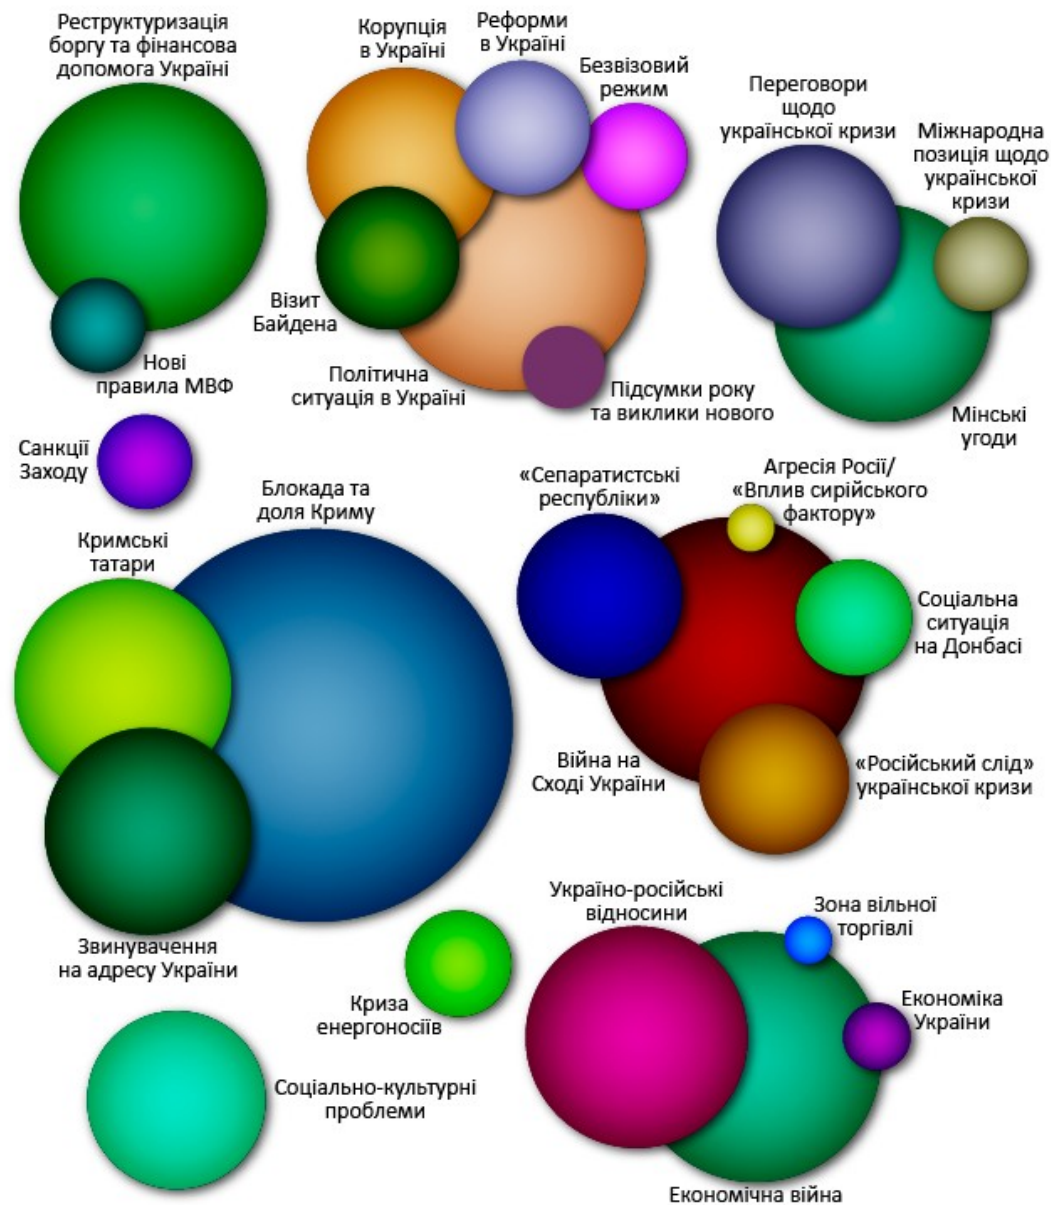 Реструктуризація
боргу та фінансова
допомога Україні
Корупція
в Україні
Реформи
в Україні
Безвізовий
режим
Переговори
щодо
української кризи
Міжнародна
позиція щодо
української
кризи
Візит
Байдена
Нові
правила МВФ
Політична
ситуація в Україні
Підсумки року
та виклики нового
Мінські
угоди
Санкції
Заходу
Блокада та
доля Криму
«Сепаратистські
республіки»
Агресія Росії/
«Вплив сирійського
фактору»
Кримські
татари
Соціальна
ситуація
на Донбасі
Війна на
Сході України
«Російський слід»
української кризи
Звинувачення
на адресу України
Україно-російські
відносини
Зона вільної
торгівлі
Криза
енергоносіїв
Економіка
України
Соціально-культурні
проблеми
Економічна війна